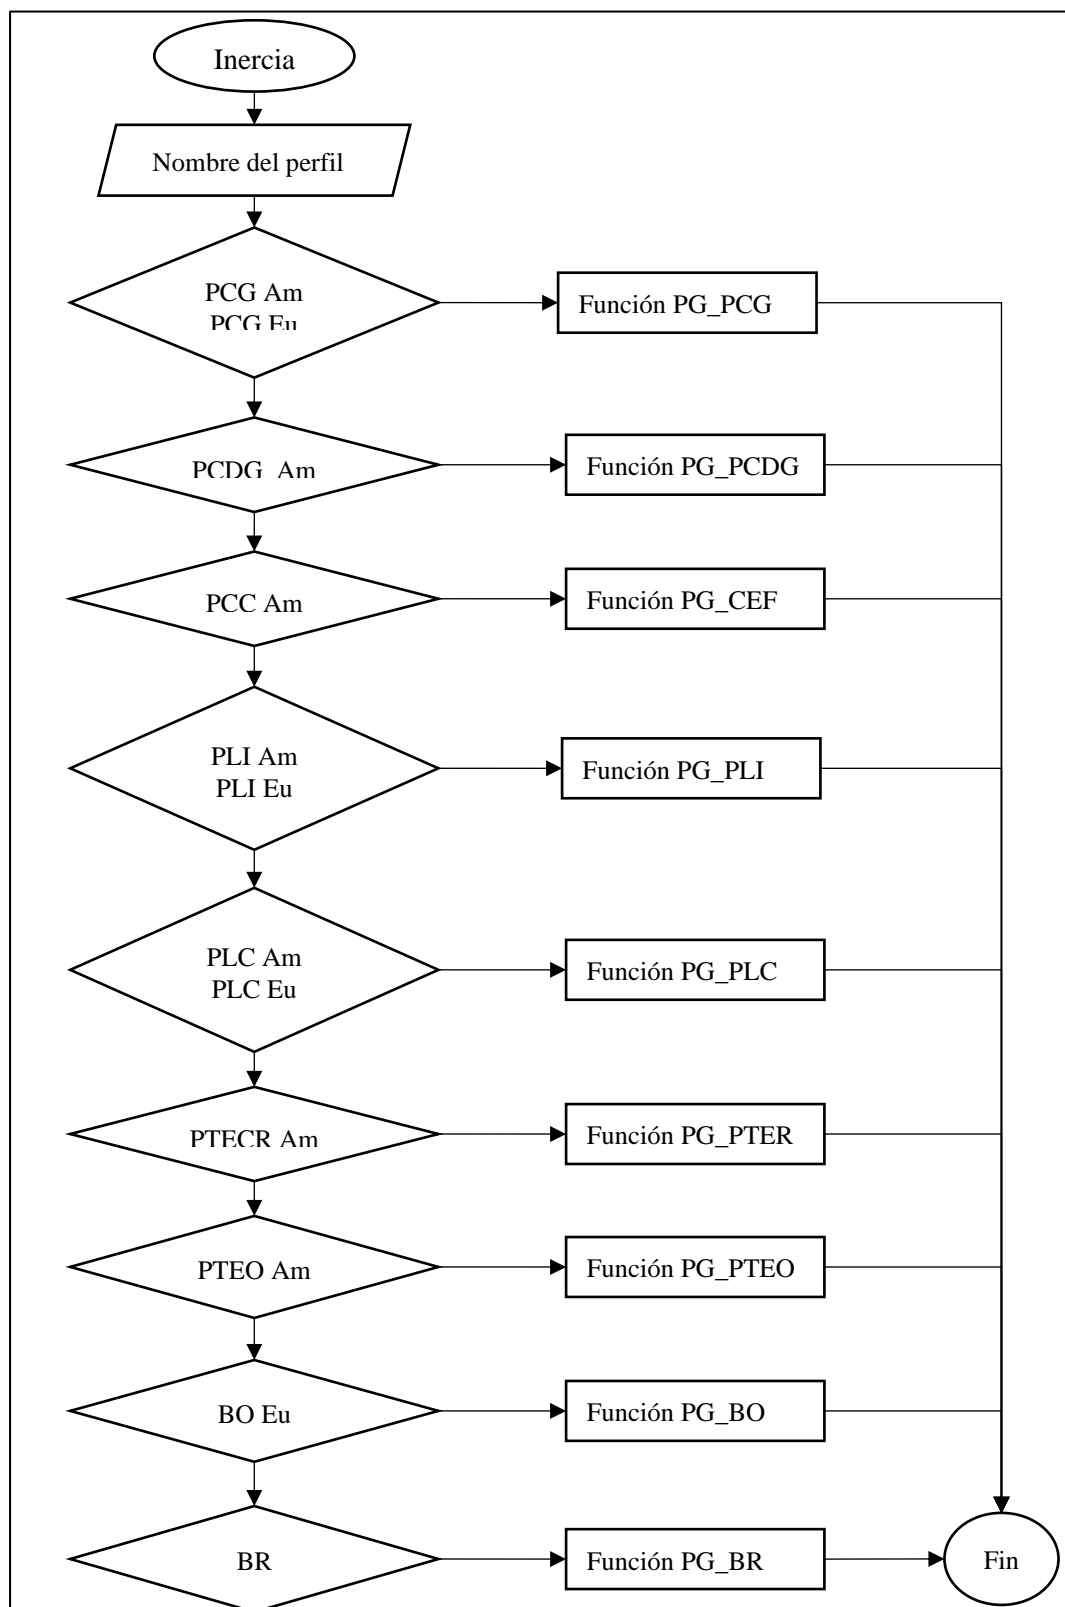 Inercia
Nombre del perfil
PCG Am
PCG Eu
Función PG_PCG
PCDG Am
Función PG_PCDG
PCC Am
Función PG_CEF
PLI Am
PLI Eu
Función PG_PLI
PLC Am
PLC Eu
Función PG_PLC
PTECR Am
Función PG_PTER
PTEO Am
Función PG_PTEO
BO Eu
Función PG_BO
BR
Función PG_BR
Fin